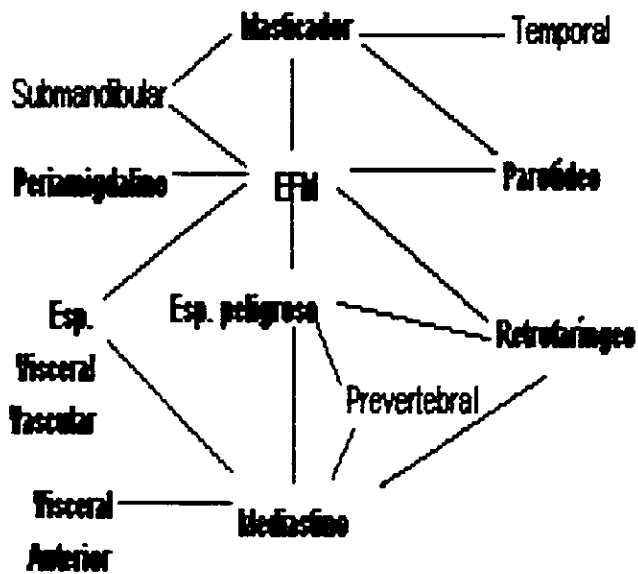 Masticador
Temporal
Submandibular
Periamigdalino
EFM
Parotídeo
Esp.
Visceral
Vascular
Esp. peligroso
Retrofaríngeo
Prevertebral
Visceral
Anterior
Mediastino